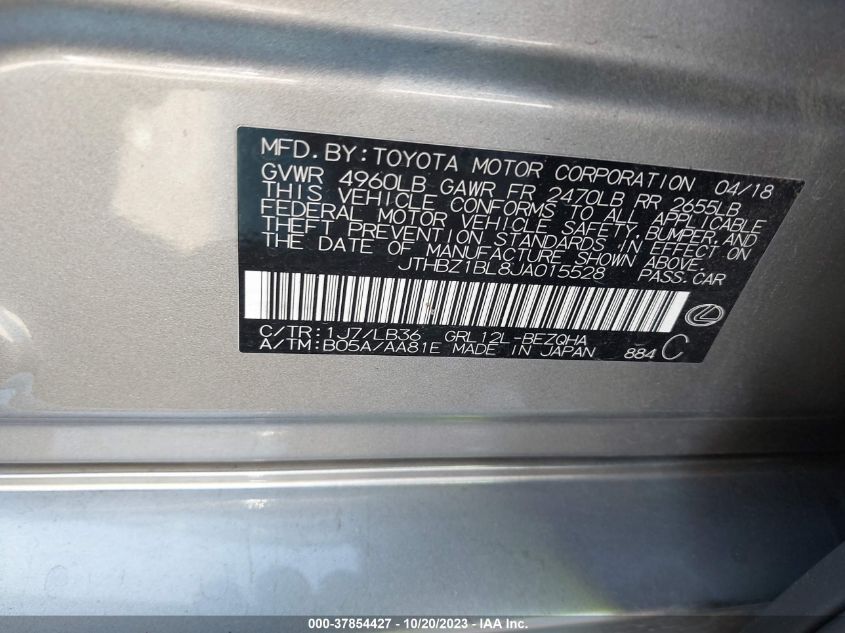 MFD. BY: TOYOTA MOTOR CORPORATION 04/18
GVWR 4960LB GAWR FR 2470LB RR 2655LB
THIS VEHICLE CONFORMS TO ALL APPLICABLE
FEDERAL MOTOR VEHICLE SAFETY, BUMPER, AND
THEFT PREVENTION STANDARDS IN EFFECT ON
THE DATE OF MANUFACTURE SHOWN ABOVE.
JTHBZ1BL8JA015528 PASS. CAR
C/TR: 1J7/LB36 GRL12L-BEZQHA
A/TM: B05A/AA81E MADE IN JAPAN 884 C
000-37854427 - 10/20/2023 - IAA Inc.